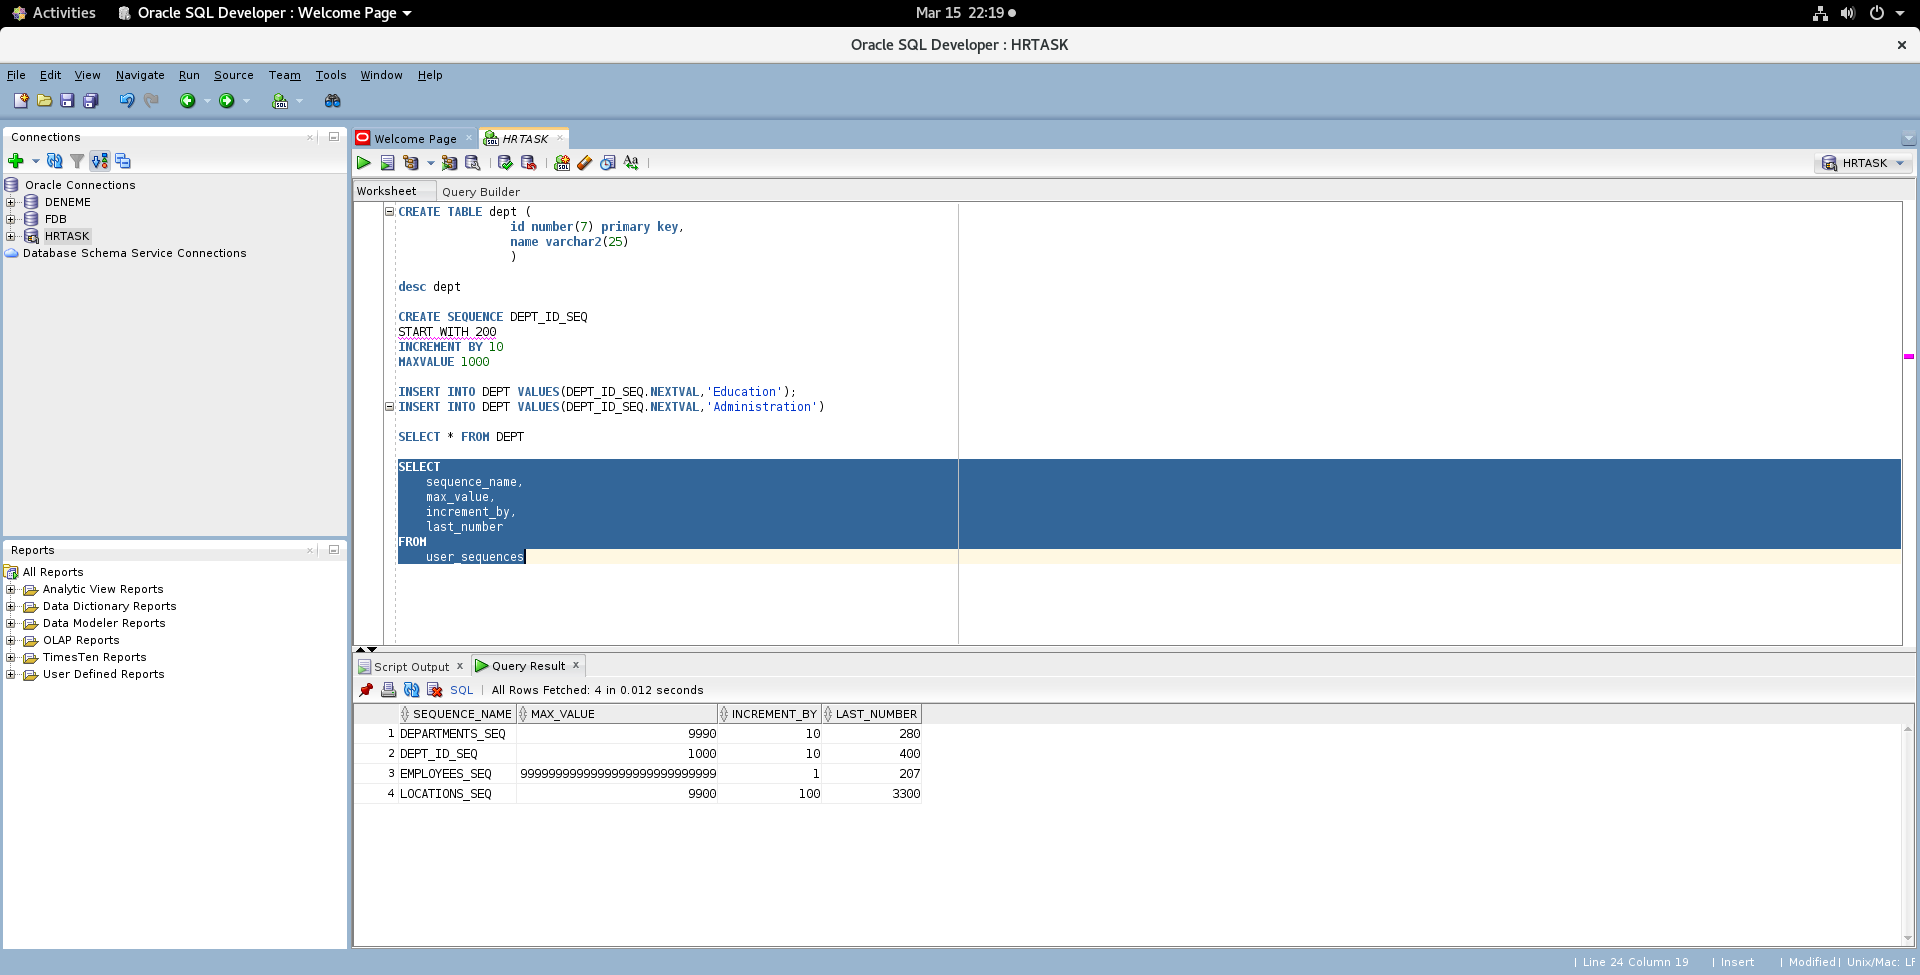 Activities
Oracle SQL Developer : Welcome Page
Mar 15 22:19
Oracle SQL Developer : HRTASK
File Edit View Navigate Run Source Team Tools Window Help
Connections
Oracle Connections
DENEME
FDB
HRTASK
Database Schema Service Connections
Reports
All Reports
Analytic View Reports
Data Dictionary Reports
Data Modeler Reports
OLAP Reports
TimesTen Reports
User Defined Reports
Welcome Page
HRTASK
HRTASK
Worksheet
Query Builder
CREATE TABLE dept (
id number(7) primary key,
name varchar2(25)
)
desc dept
CREATE SEQUENCE DEPT_ID_SEQ
START WITH 200
INCREMENT BY 10
MAXVALUE 1000
INSERT INTO DEPT VALUES(DEPT_ID_SEQ.NEXTVAL,'Education');
INSERT INTO DEPT VALUES(DEPT_ID_SEQ.NEXTVAL,'Administration')
SELECT * FROM DEPT
SELECT
sequence_name,
max_value,
increment_by,
last_number
FROM
user_sequences
Script Output
Query Result
SQL
All Rows Fetched: 4 in 0.012 seconds
SEQUENCE_NAME MAX_VALUE INCREMENT_BY LAST_NUMBER
1 DEPARTMENTS_SEQ 9990 10 280
2 DEPT_ID_SEQ 1000 10 400
3 EMPLOYEES_SEQ 9999999999999999999999999999 1 207
4 LOCATIONS_SEQ 9900 100 3300
Line 24 Column 19 | Insert | Modified | Unix/Mac: LF